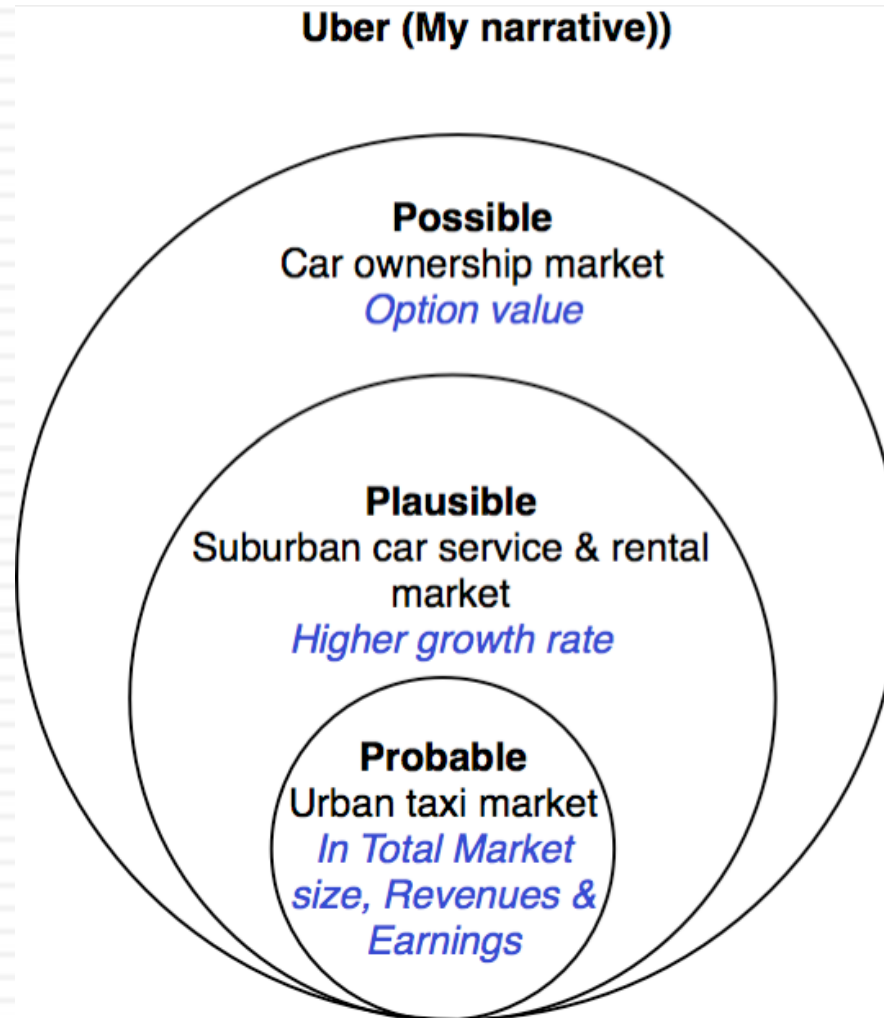 Uber (My narrative))
Possible
Car ownership market
Option value
Plausible
Suburban car service & rental
market
Higher growth rate
Probable
Urban taxi market
In Total Market
size, Revenues &
Earnings